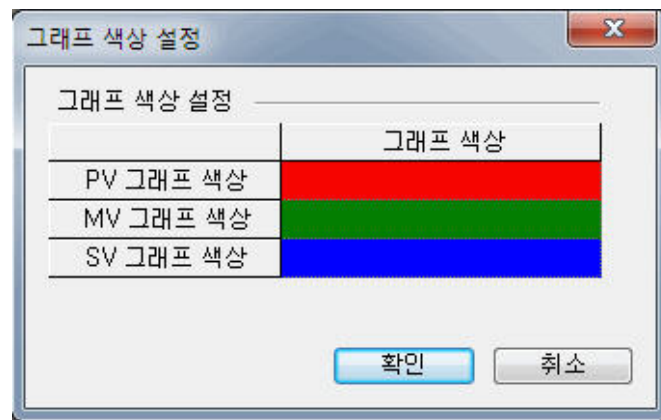 그래프 색상 설정
그래프 색상 설정
그래프 색상
PV 그래프 색상
MV 그래프 색상
SV 그래프 색상
확인 취소